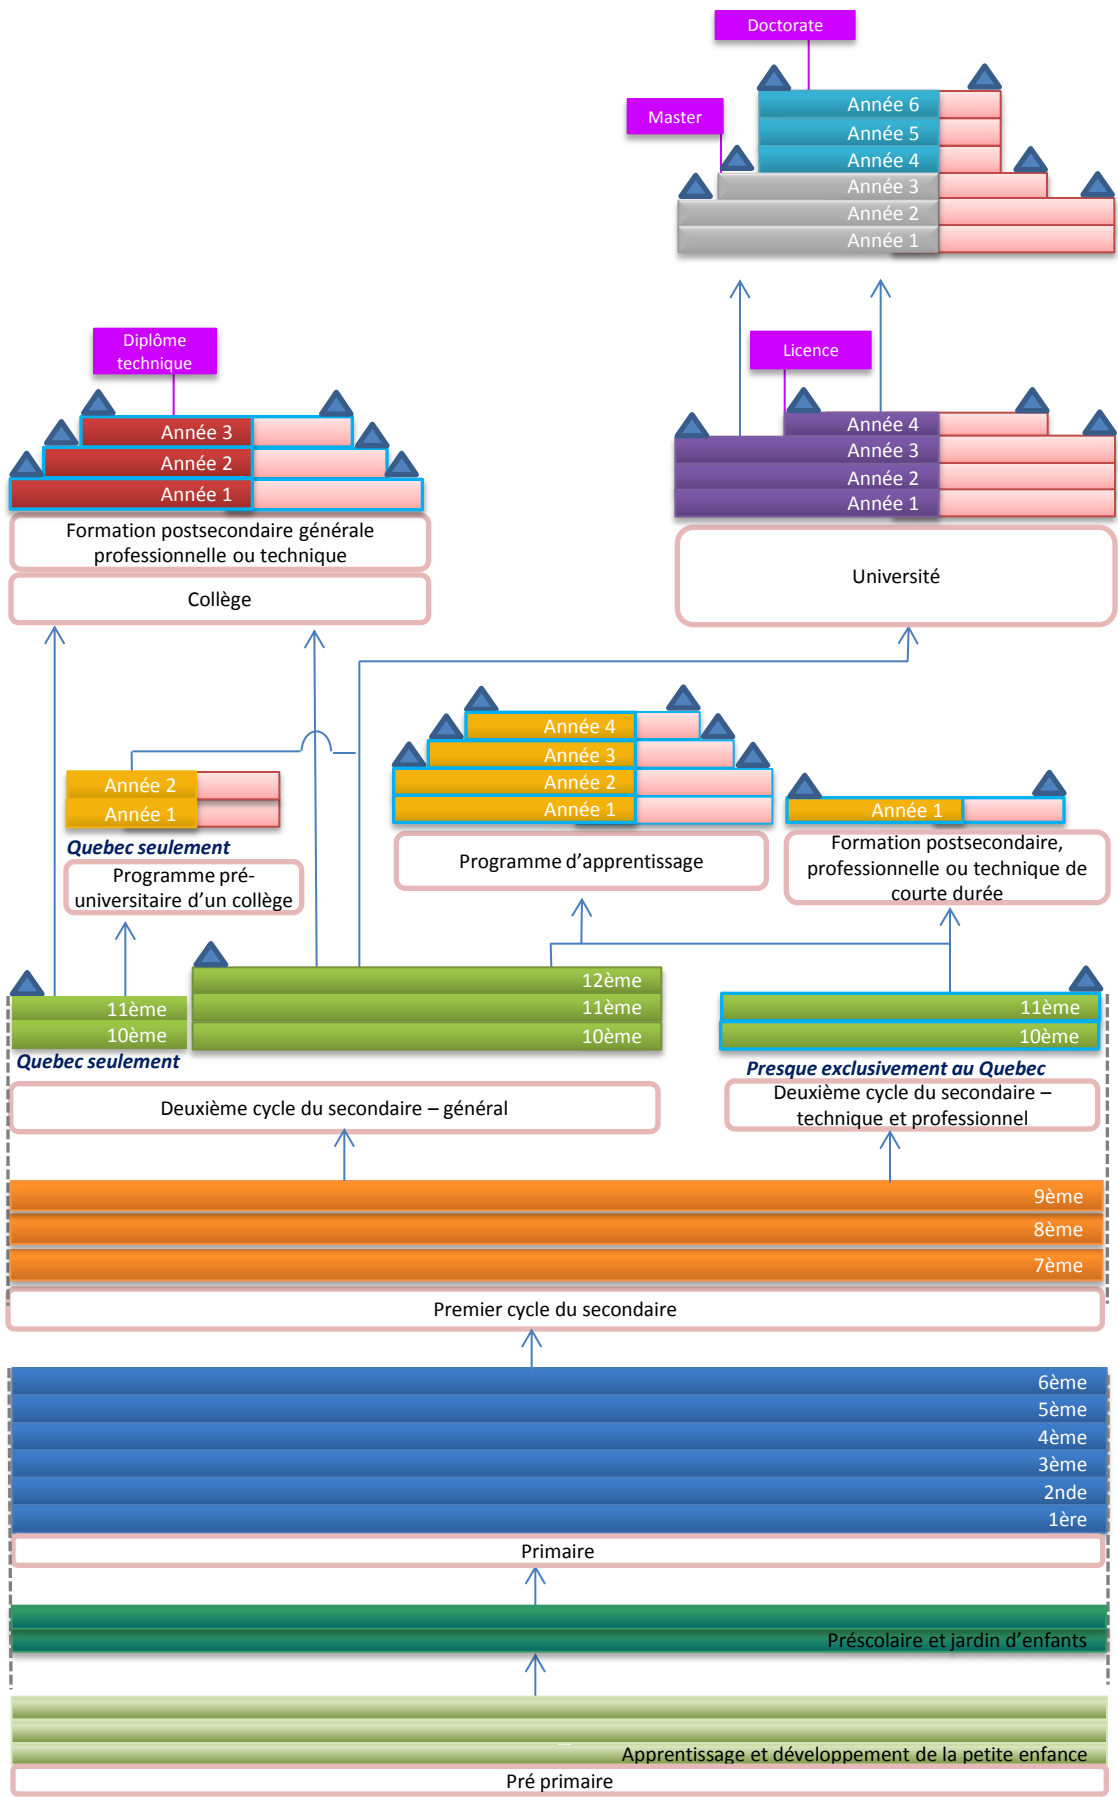 Doctorate
Master
Année 6
Année 5
Année 4
Année 3
Année 2
Année 1
Diplôme
technique
Licence
Année 3
Année 2
Année 1
Année 4
Année 3
Année 2
Année 1
Formation postsecondaire générale
professionnelle ou technique
Collège
Université
Année 2
Année 1
Quebec seulement
Programme pré-
universitaire d'un collège
Année 4
Année 3
Année 2
Année 1
Programme d'apprentissage
Année 1
Formation postsecondaire,
professionnelle ou technique de
courte durée
11ème
10ème
Quebec seulement
12ème
11ème
10ème
11ème
10ème
Presque exclusivement au Quebec
Deuxième cycle du secondaire – général
Deuxième cycle du secondaire –
technique et professionnel
9ème
8ème
7ème
Premier cycle du secondaire
6ème
5ème
4ème
3ème
2nde
1ère
Primaire
Préscolaire et jardin d'enfants
Apprentissage et développement de la petite enfance
Pré primaire